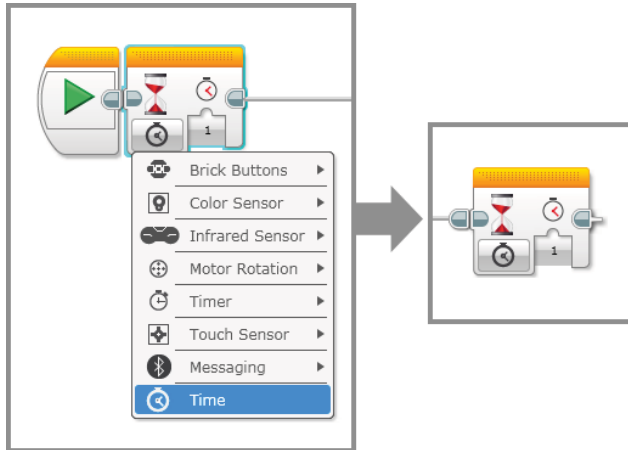 1
Brick Buttons
Color Sensor
Infrared Sensor
Motor Rotation
Timer
Touch Sensor
Messaging
Time
1